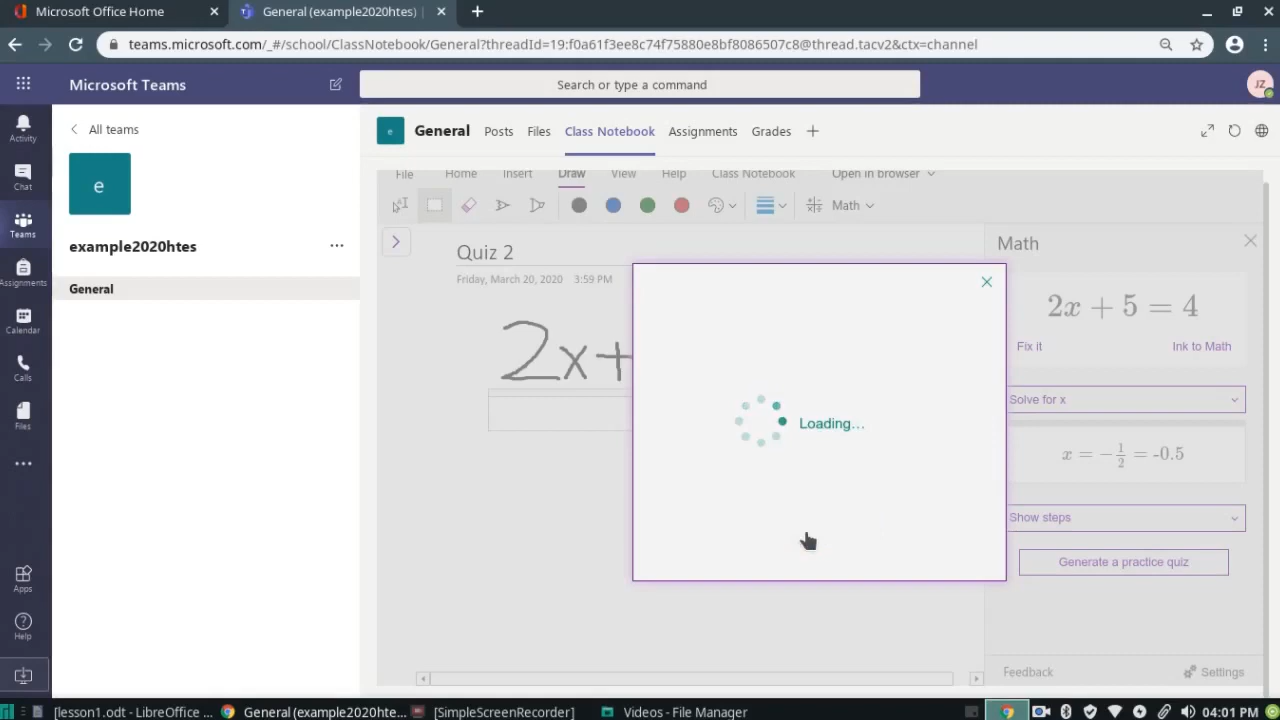 Microsoft Office Home
General (example2020htes) |
teams.microsoft.com/_#/school/ClassNotebook/General?threadId=19:f0a61f3ee8c74f75880e8bf8086507c8@thread.tacv2&ctx=channel
Microsoft Teams
Search or type a command
JZ
Activity
Chat
Teams
Assignments
Calendar
Calls
Files
Apps
Help
All teams
e
example2020htes
General
e
General Posts Files Class Notebook Assignments Grades
File Home Insert Draw View Help Class Notebook Open in browser
Math
Quiz 2
Friday, March 20, 2020 3:59 PM
2x+
Loading...
Math
2x + 5 = 4
Fix it Ink to Math
Solve for x
x = -1/2 = -0.5
Show steps
Generate a practice quiz
Feedback Settings
[lesson1.odt - LibreOffice ... General (example2020hte... [SimpleScreenRecorder] Videos - File Manager 04:01 PM